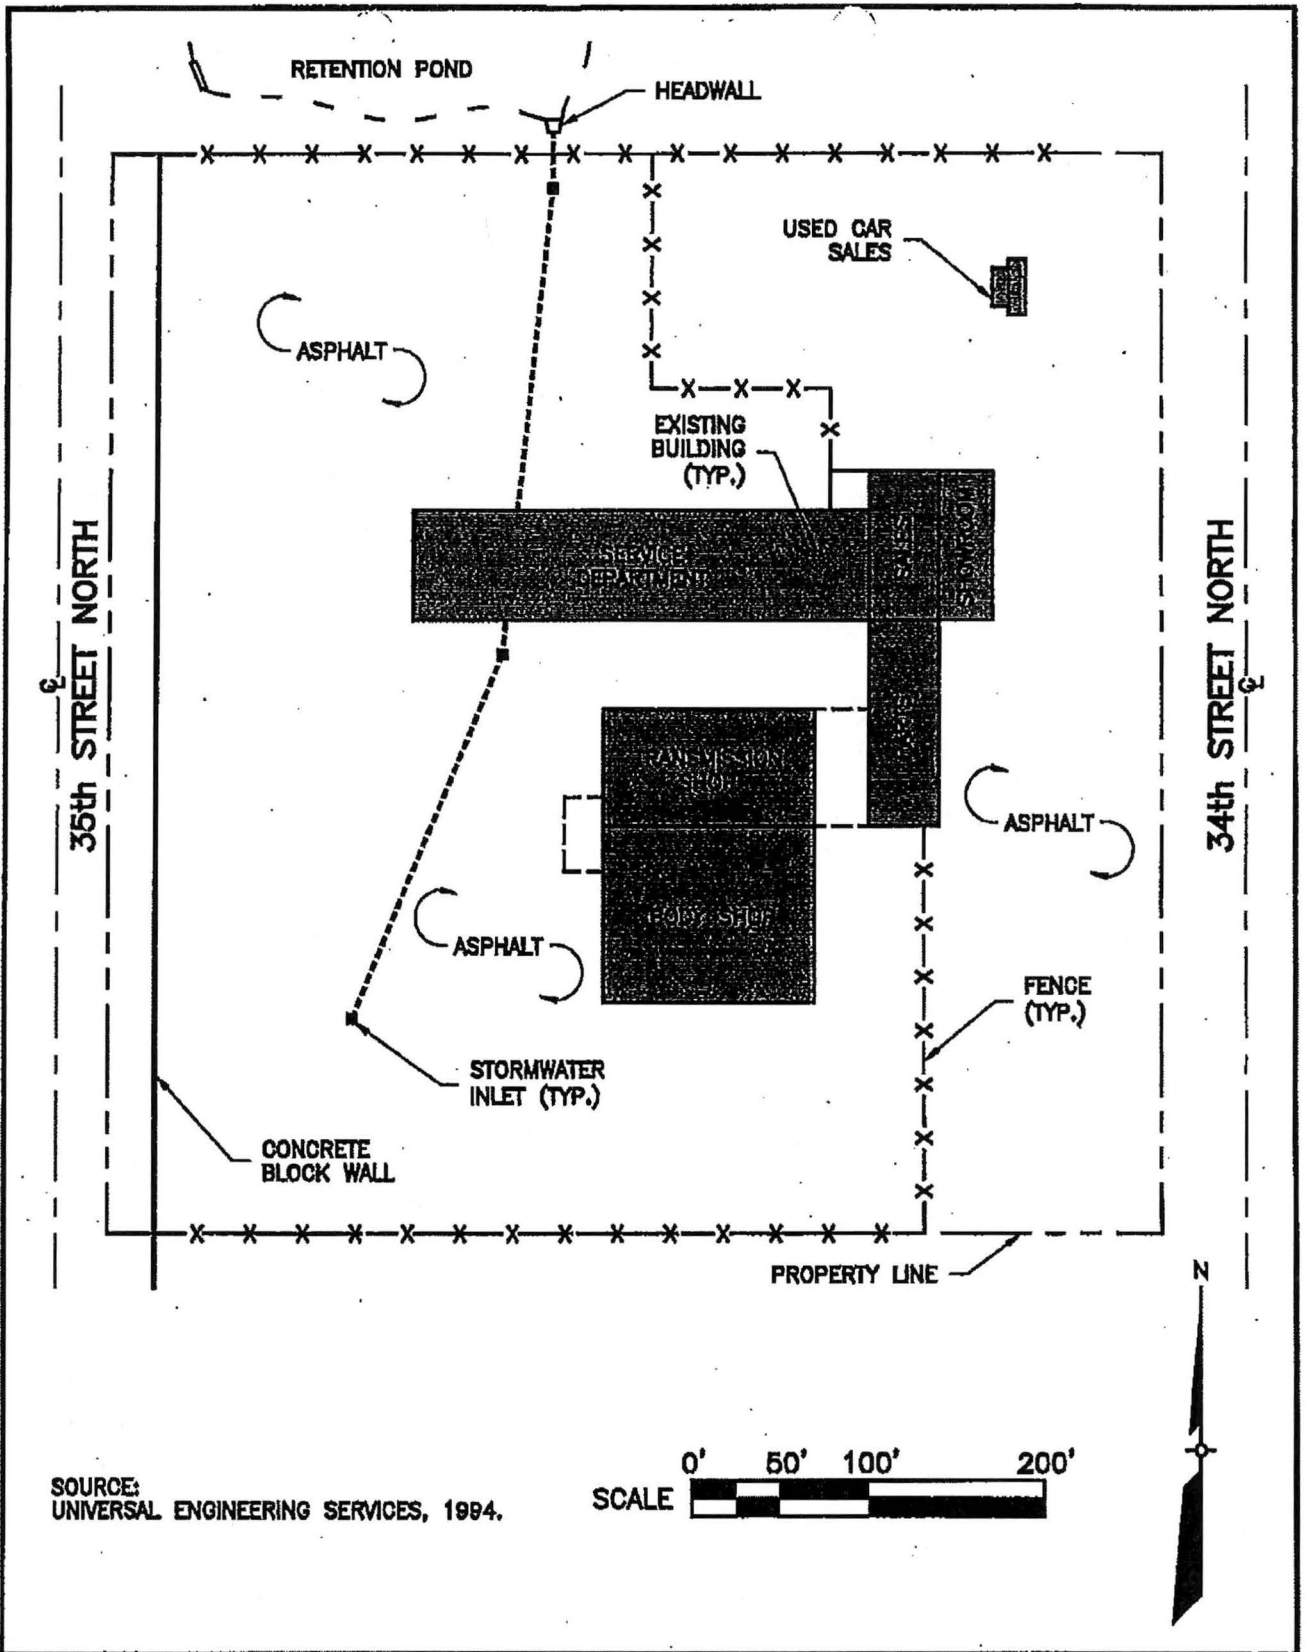 RETENTION POND
HEADWALL
USED CAR
SALES
ASPHALT
EXISTING
BUILDING
(TYP.)
SALES
SHOWROOM
SERVICE
DEPARTMENT
35th STREET NORTH
34th STREET NORTH
TRANSMISSION
SHOP
ASPHALT
BODY SHOP
ASPHALT
FENCE
(TYP.)
STORMWATER
INLET (TYP.)
CONCRETE
BLOCK WALL
PROPERTY LINE
N
0' 50' 100' 200'
SCALE
SOURCE:
UNIVERSAL ENGINEERING SERVICES, 1994.